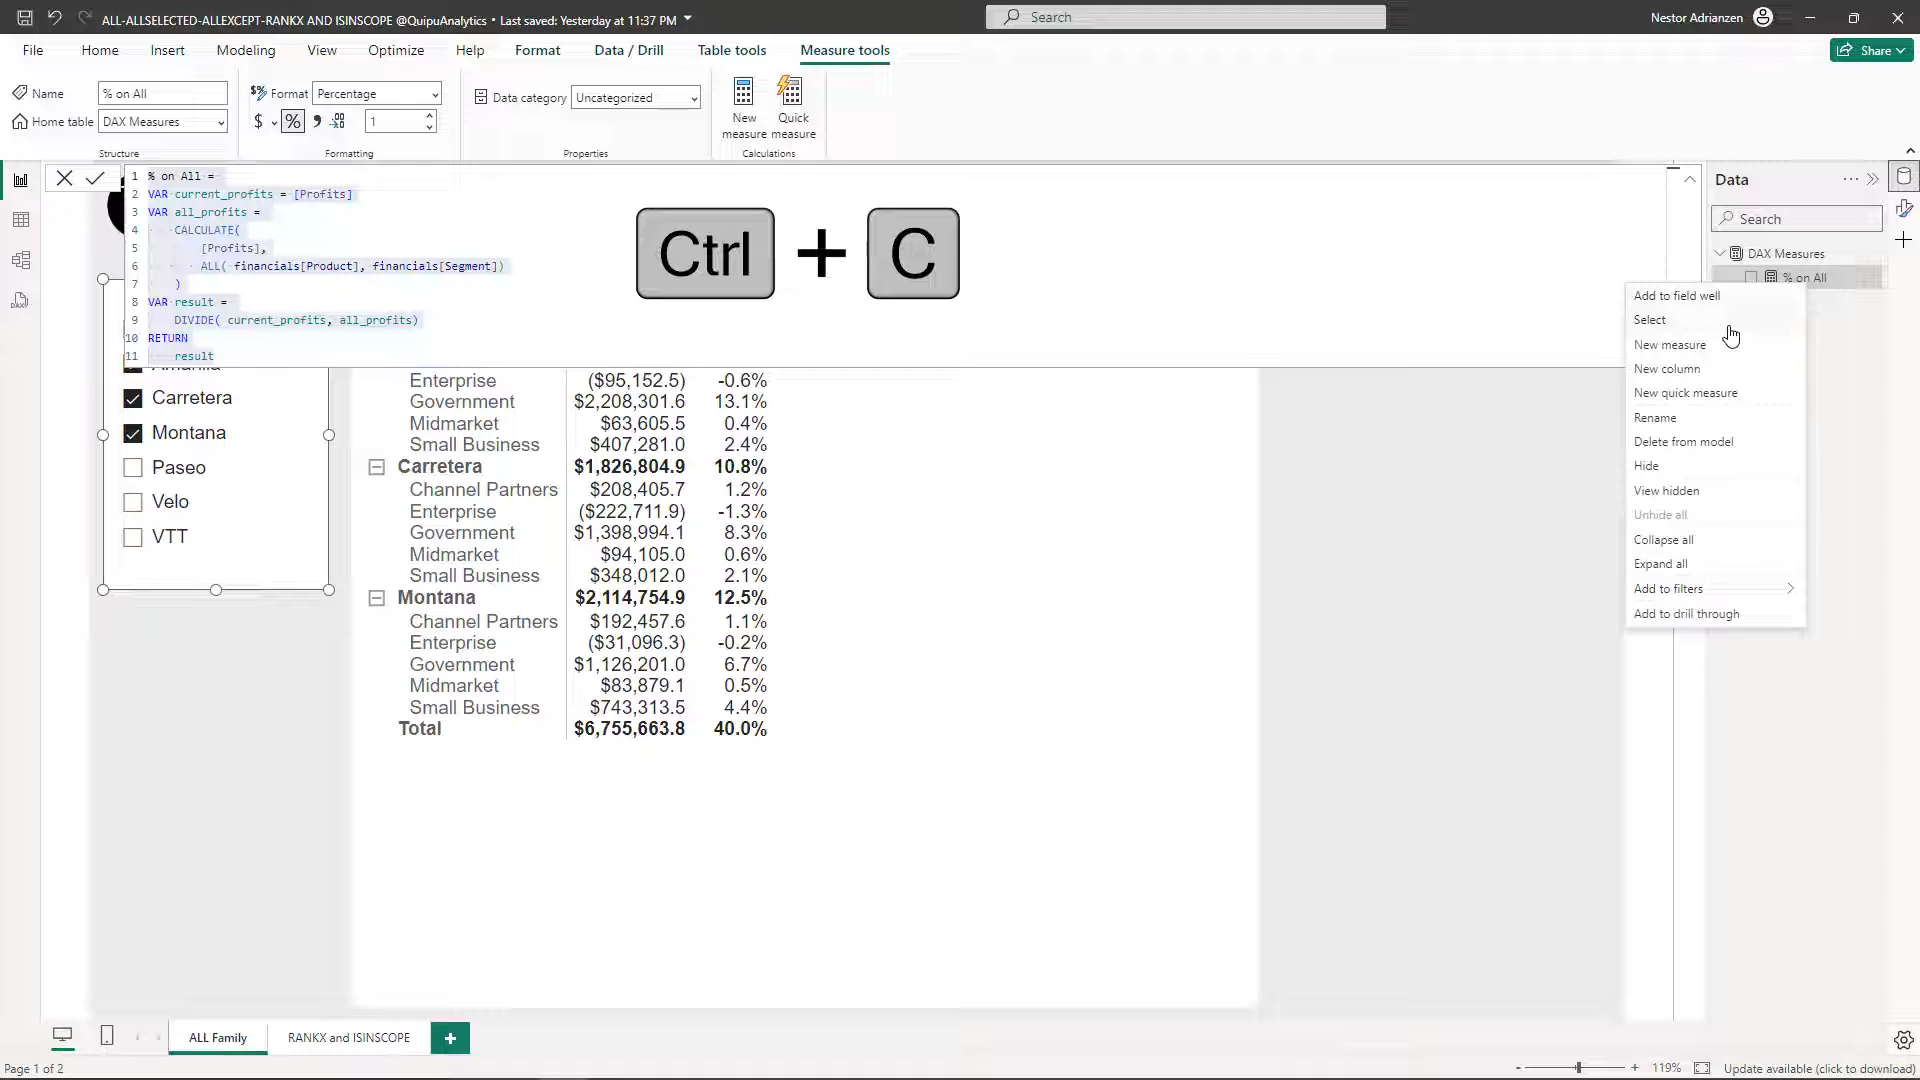 ALL-ALLSELECTED-ALLEXCEPT-RANKX AND ISINSCOPE @QuipuAnalytics • Last saved: Yesterday at 11:37 PM
Search
Nestor Adrianzen
File Home Insert Modeling View Optimize Help Format Data / Drill Table tools Measure tools
Share
Name % on All
Format Percentage
Data category Uncategorized
New measure
Quick measure
Home table DAX Measures
$ % 1
Structure
Formatting
Properties
Calculations
1 % on All =
2 VAR current_profits = [Profits]
3 VAR all_profits =
4 CALCULATE(
5 [Profits],
6 ALL( financials[Product], financials[Segment])
7 )
8 VAR result =
9 DIVIDE( current_profits, all_profits)
10 RETURN
11 result
Ctrl + C
Carretera
Montana
Paseo
Velo
VTT
Enterprise ($95,152.5) -0.6%
Government $2,208,301.6 13.1%
Midmarket $63,605.5 0.4%
Small Business $407,281.0 2.4%
Carretera $1,826,804.9 10.8%
Channel Partners $208,405.7 1.2%
Enterprise ($222,711.9) -1.3%
Government $1,398,994.1 8.3%
Midmarket $94,105.0 0.6%
Small Business $348,012.0 2.1%
Montana $2,114,754.9 12.5%
Channel Partners $192,457.6 1.1%
Enterprise ($31,096.3) -0.2%
Government $1,126,201.0 6.7%
Midmarket $83,879.1 0.5%
Small Business $743,313.5 4.4%
Total $6,755,663.8 40.0%
Data
Search
DAX Measures
% on All
Add to field well
Select
New measure
New column
New quick measure
Rename
Delete from model
Hide
View hidden
Unhide all
Collapse all
Expand all
Add to filters
Add to drill through
ALL Family
RANKX and ISINSCOPE
+
Page 1 of 2
- + 119%
Update available (click to download)